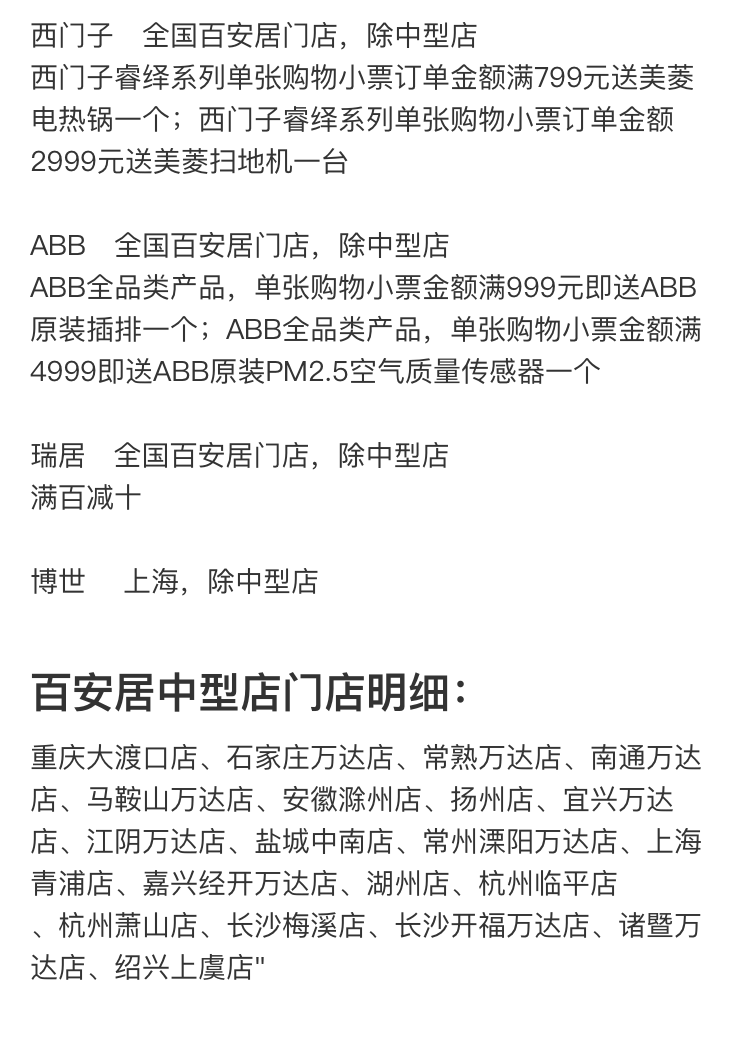 西门子　全国百安居门店，除中型店
西门子睿绎系列单张购物小票订单金额满799元送美菱
电热锅一个；西门子睿绎系列单张购物小票订单金额
2999元送美菱扫地机一台
ABB　全国百安居门店，除中型店
ABB全品类产品，单张购物小票金额满999元即送ABB
原装插排一个；ABB全品类产品，单张购物小票金额满
4999即送ABB原装PM2.5空气质量传感器一个
瑞居　全国百安居门店，除中型店
满百减十
博世　 上海，除中型店
百安居中型店门店明细：
重庆大渡口店、石家庄万达店、常熟万达店、南通万达
店、马鞍山万达店、安徽滁州店、扬州店、宜兴万达
店、江阴万达店、盐城中南店、常州溧阳万达店、上海
青浦店、嘉兴经开万达店、湖州店、杭州临平店
、杭州萧山店、长沙梅溪店、长沙开福万达店、诸暨万
达店、绍兴上虞店"